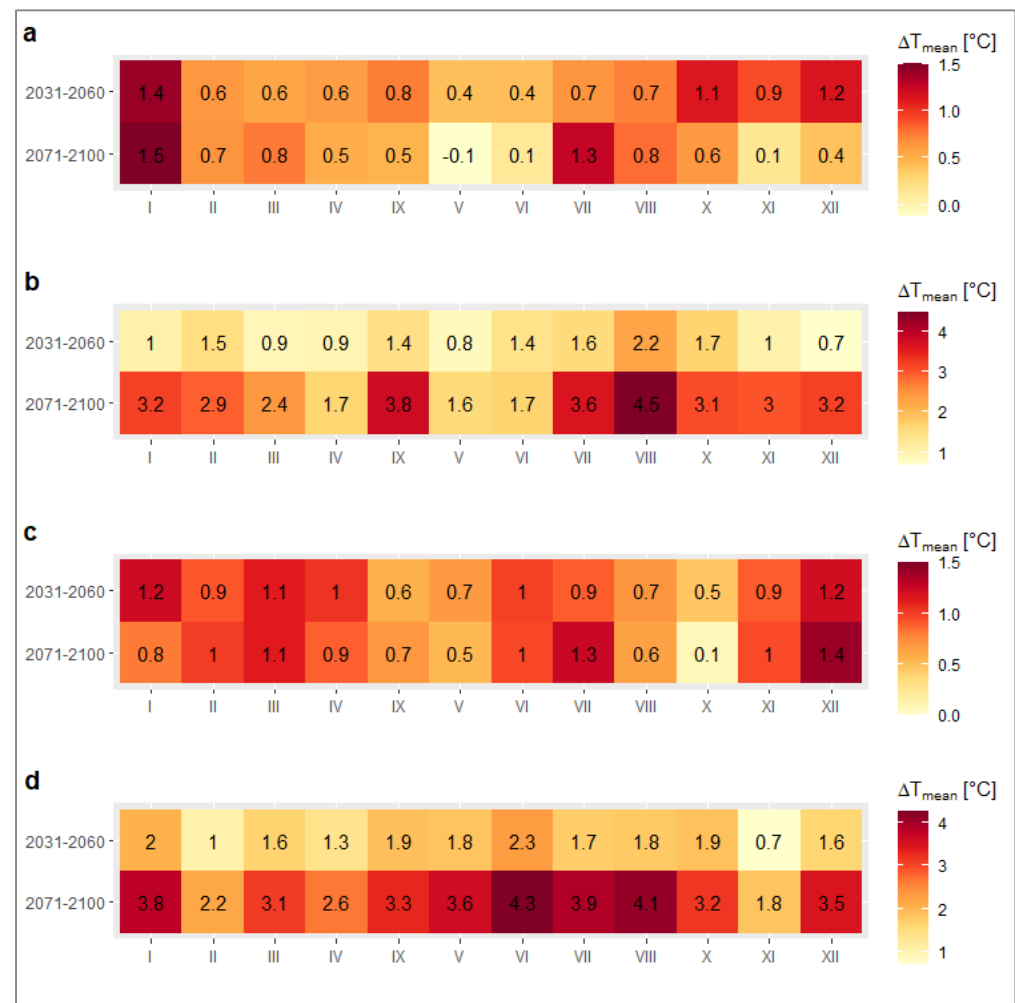 a
ΔTmean [°C]
2031-2060 1.4 0.6 0.6 0.6 0.8 0.4 0.4 0.7 0.7 1.1 0.9 1.2
2071-2100 1.5 0.7 0.8 0.5 0.5 -0.1 0.1 1.3 0.8 0.6 0.1 0.4
I II III IV IX V VI VII VIII X XI XII
1.5
1.0
0.5
0.0
b
ΔTmean [°C]
2031-2060 1 1.5 0.9 0.9 1.4 0.8 1.4 1.6 2.2 1.7 1 0.7
2071-2100 3.2 2.9 2.4 1.7 3.8 1.6 1.7 3.6 4.5 3.1 3 3.2
I II III IV IX V VI VII VIII X XI XII
4
3
2
1
c
ΔTmean [°C]
2031-2060 1.2 0.9 1.1 1 0.6 0.7 1 0.9 0.7 0.5 0.9 1.2
2071-2100 0.8 1 1.1 0.9 0.7 0.5 1 1.3 0.6 0.1 1 1.4
I II III IV IX V VI VII VIII X XI XII
1.5
1.0
0.5
0.0
d
ΔTmean [°C]
2031-2060 2 1 1.6 1.3 1.9 1.8 2.3 1.7 1.8 1.9 0.7 1.6
2071-2100 3.8 2.2 3.1 2.6 3.3 3.6 4.3 3.9 4.1 3.2 1.8 3.5
I II III IV IX V VI VII VIII X XI XII
4
3
2
1